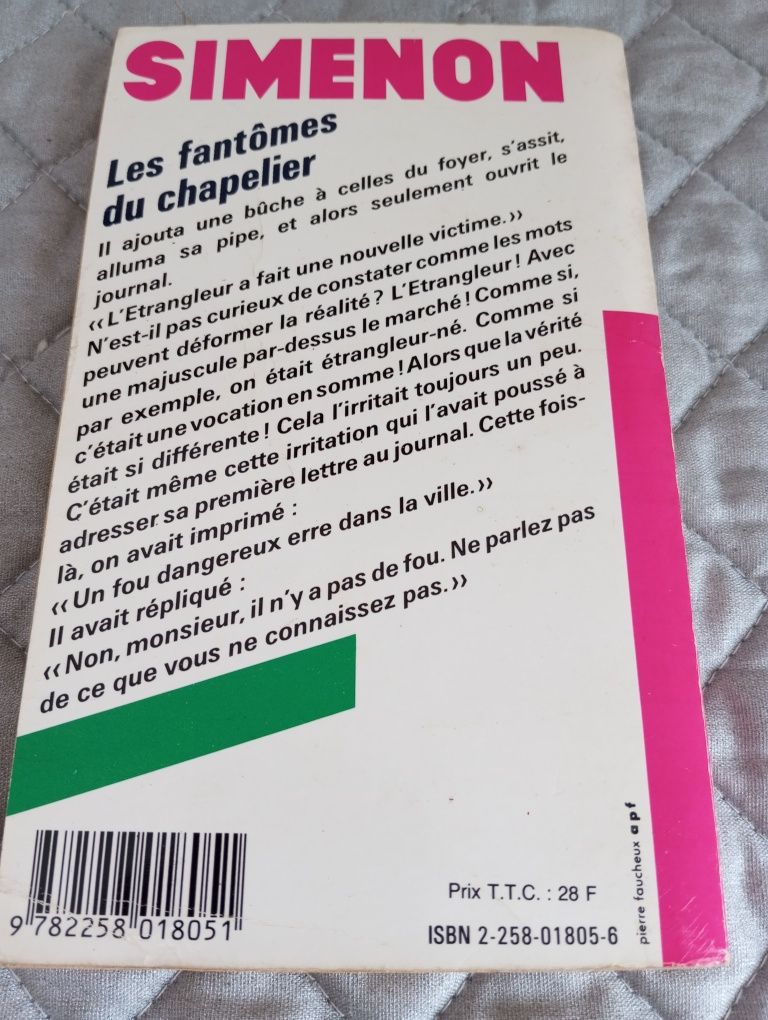 SIMENON
Les fantômes
du chapelier
Il ajouta une bûche à celles du foyer, s'assit,
alluma sa pipe, et alors seulement ouvrit le
journal.
‹‹ L'Etrangleur a fait une nouvelle victime. ››
N'est-il pas curieux de constater comme les mots
peuvent déformer la réalité ? L'Etrangleur ! Avec
une majuscule par-dessus le marché ! Comme si,
par exemple, on était étrangleur-né. Comme si
c'était une vocation en somme ! Alors que la vérité
était si différente ! Cela l'irritait toujours un peu.
C'était même cette irritation qui l'avait poussé à
adresser sa première lettre au journal. Cette fois-
là, on avait imprimé :
‹‹ Un fou dangereux erre dans la ville. ››
Il avait répliqué :
‹‹ Non, monsieur, il n'y a pas de fou. Ne parlez pas
de ce que vous ne connaissez pas. ››
pierre faucheux apf
Prix T.T.C. : 28 F
ISBN 2-258-01805-6
9 782258 018051